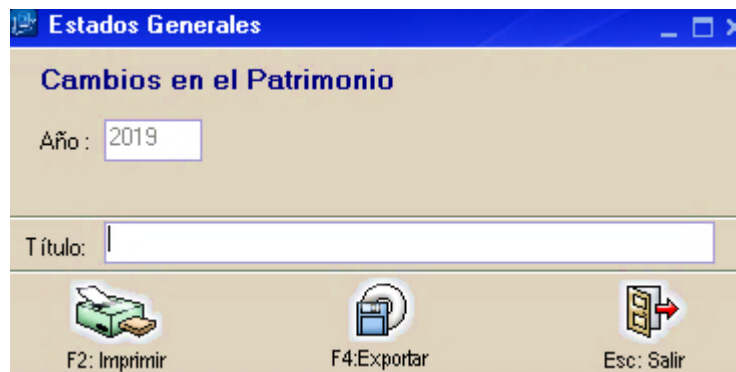 Estados Generales
Cambios en el Patrimonio
Año : 2019
Título:
F2: Imprimir F4:Exportar Esc: Salir